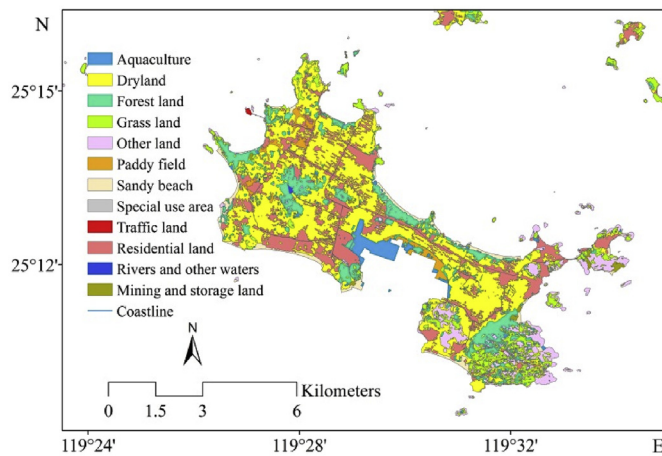 N
25°15'
25°12'
Aquaculture
Dryland
Forest land
Grass land
Other land
Paddy field
Sandy beach
Special use area
Traffic land
Residential land
Rivers and other waters
Mining and storage land
Coastline
N
Kilometers
0 1.5 3 6
119°24' 119°28' 119°32' E